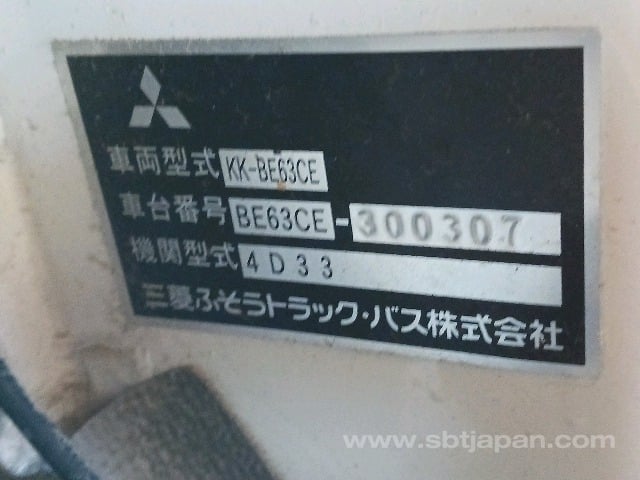 車両型式 KK-BE63CE
車台番号 BE63CE-300307
機関型式 4D33
三菱ふそうトラック・バス株式会社
www.sbtjapan.com